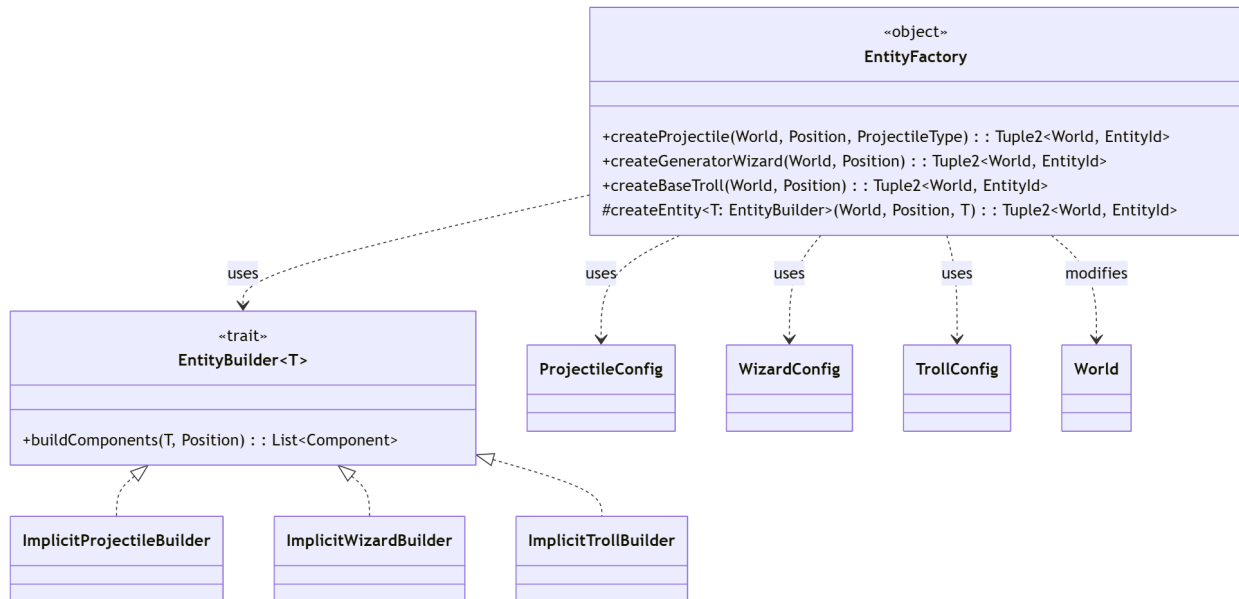 «object»
EntityFactory
+createProjectile(World, Position, ProjectileType) : : Tuple2<World, EntityId>
+createGeneratorWizard(World, Position) : : Tuple2<World, EntityId>
+createBaseTroll(World, Position) : : Tuple2<World, EntityId>
#createEntity<T: EntityBuilder>(World, Position, T) : : Tuple2<World, EntityId>
uses
uses
uses
uses
modifies
«trait»
EntityBuilder<T>
+buildComponents(T, Position) : : List<Component>
ProjectileConfig
WizardConfig
TrollConfig
World
ImplicitProjectileBuilder
ImplicitWizardBuilder
ImplicitTrollBuilder